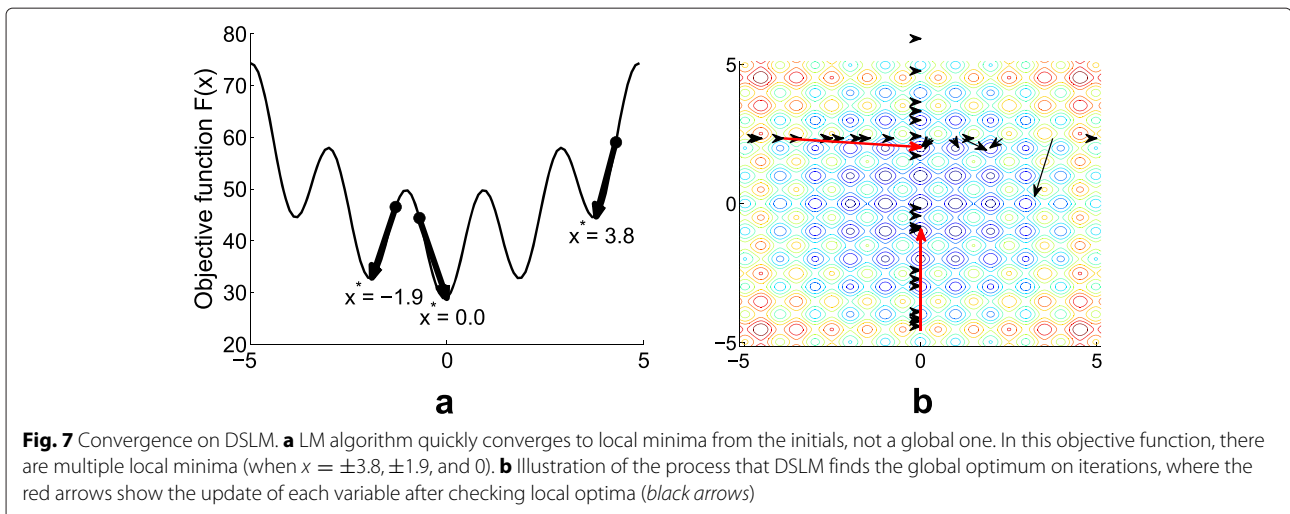 80
70
60
50
40
30
20
Objective function F(x)
−5
0
5
x* = −1.9
x* = 0.0
x* = 3.8
a
5
0
−5
−5
0
5
b
Fig. 7 Convergence on DSLM. a LM algorithm quickly converges to local minima from the initials, not a global one. In this objective function, there
are multiple local minima (when x = ±3.8, ±1.9, and 0). b Illustration of the process that DSLM finds the global optimum on iterations, where the
red arrows show the update of each variable after checking local optima (black arrows)